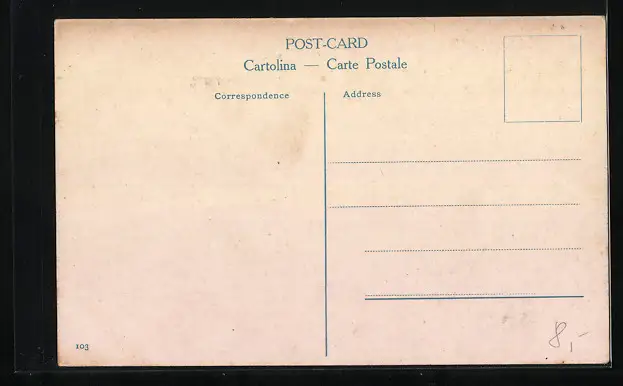 POST-CARD
Cartolina — Carte Postale
Correspondence
Address
103
8,-